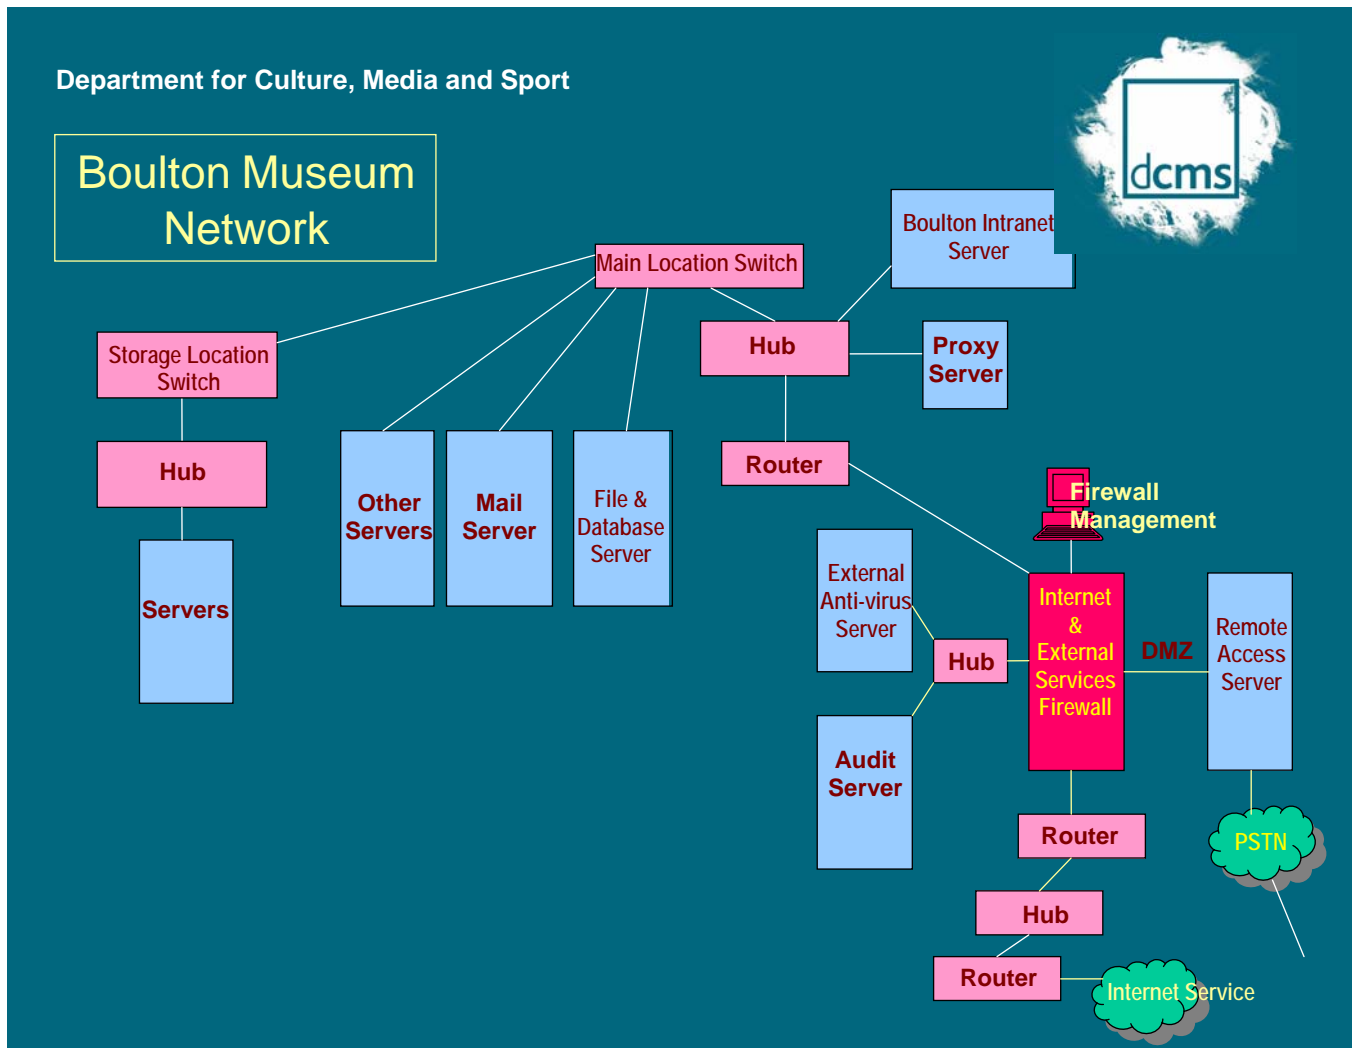 Department for Culture, Media and Sport
dcms
Boulton Museum
Network
Boulton Intranet
Server
Main Location Switch
Hub
Proxy
Server
Storage Location
Switch
Hub
Servers
Other
Servers
Mail
Server
File &
Database
Server
Router
Firewall
Management
External
Anti-virus
Server
Hub
Internet
&
External
Services
Firewall
DMZ
Remote
Access
Server
Audit
Server
Router
PSTN
Hub
Router
Internet Service